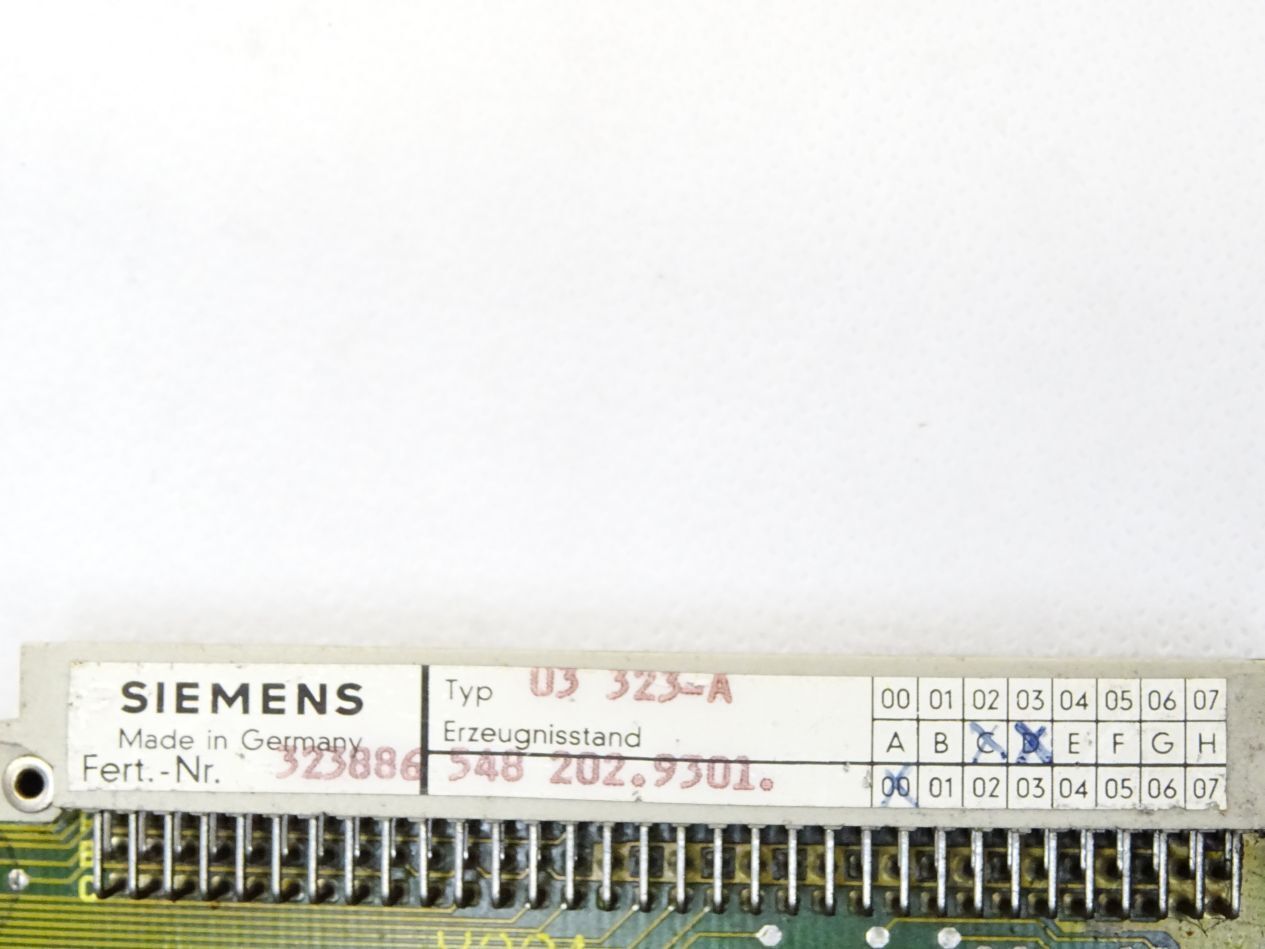 SIEMENS
Made in Germany
Fert.-Nr. 323886
Typ 03 323-A
Erzeugnisstand
548 202.9301.
00 01 02 03 04 05 06 07
A B C D E F G H
00 01 02 03 04 05 06 07